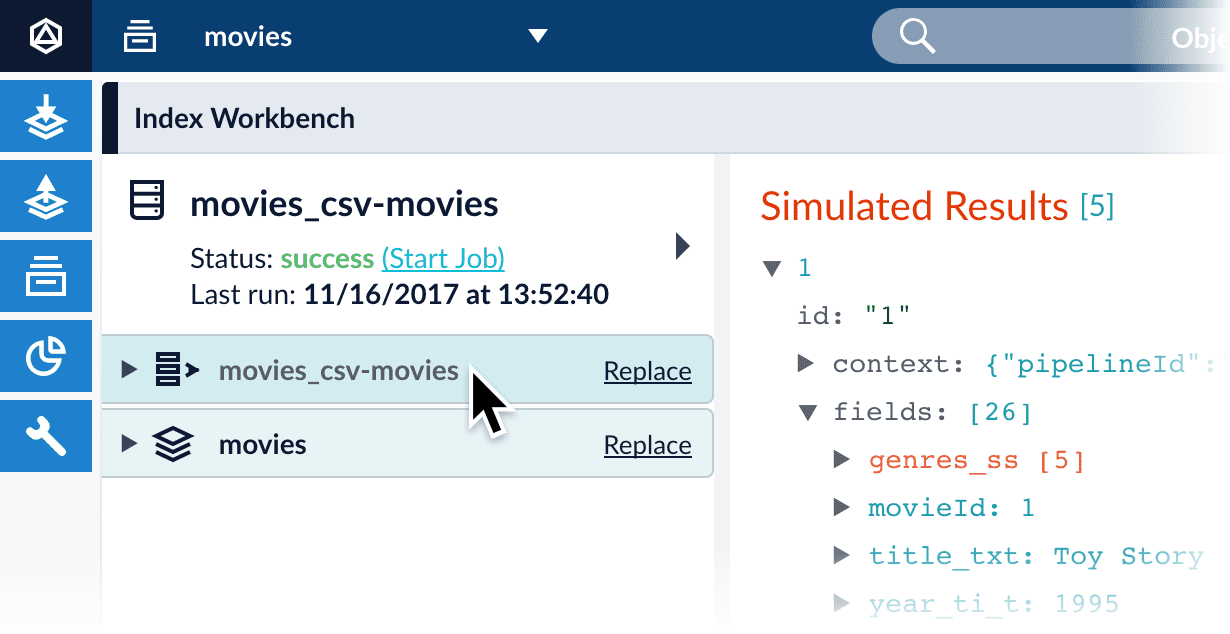 movies
Obje
Index Workbench
movies_csv-movies
Status: success (Start Job)
Last run: 11/16/2017 at 13:52:40
movies_csv-movies Replace
movies Replace
Simulated Results [5]
1
id: "1"
context: {"pipelineId":
fields: [26]
genres_ss [5]
movieId: 1
title_txt: Toy Story
year_ti_t: 1995